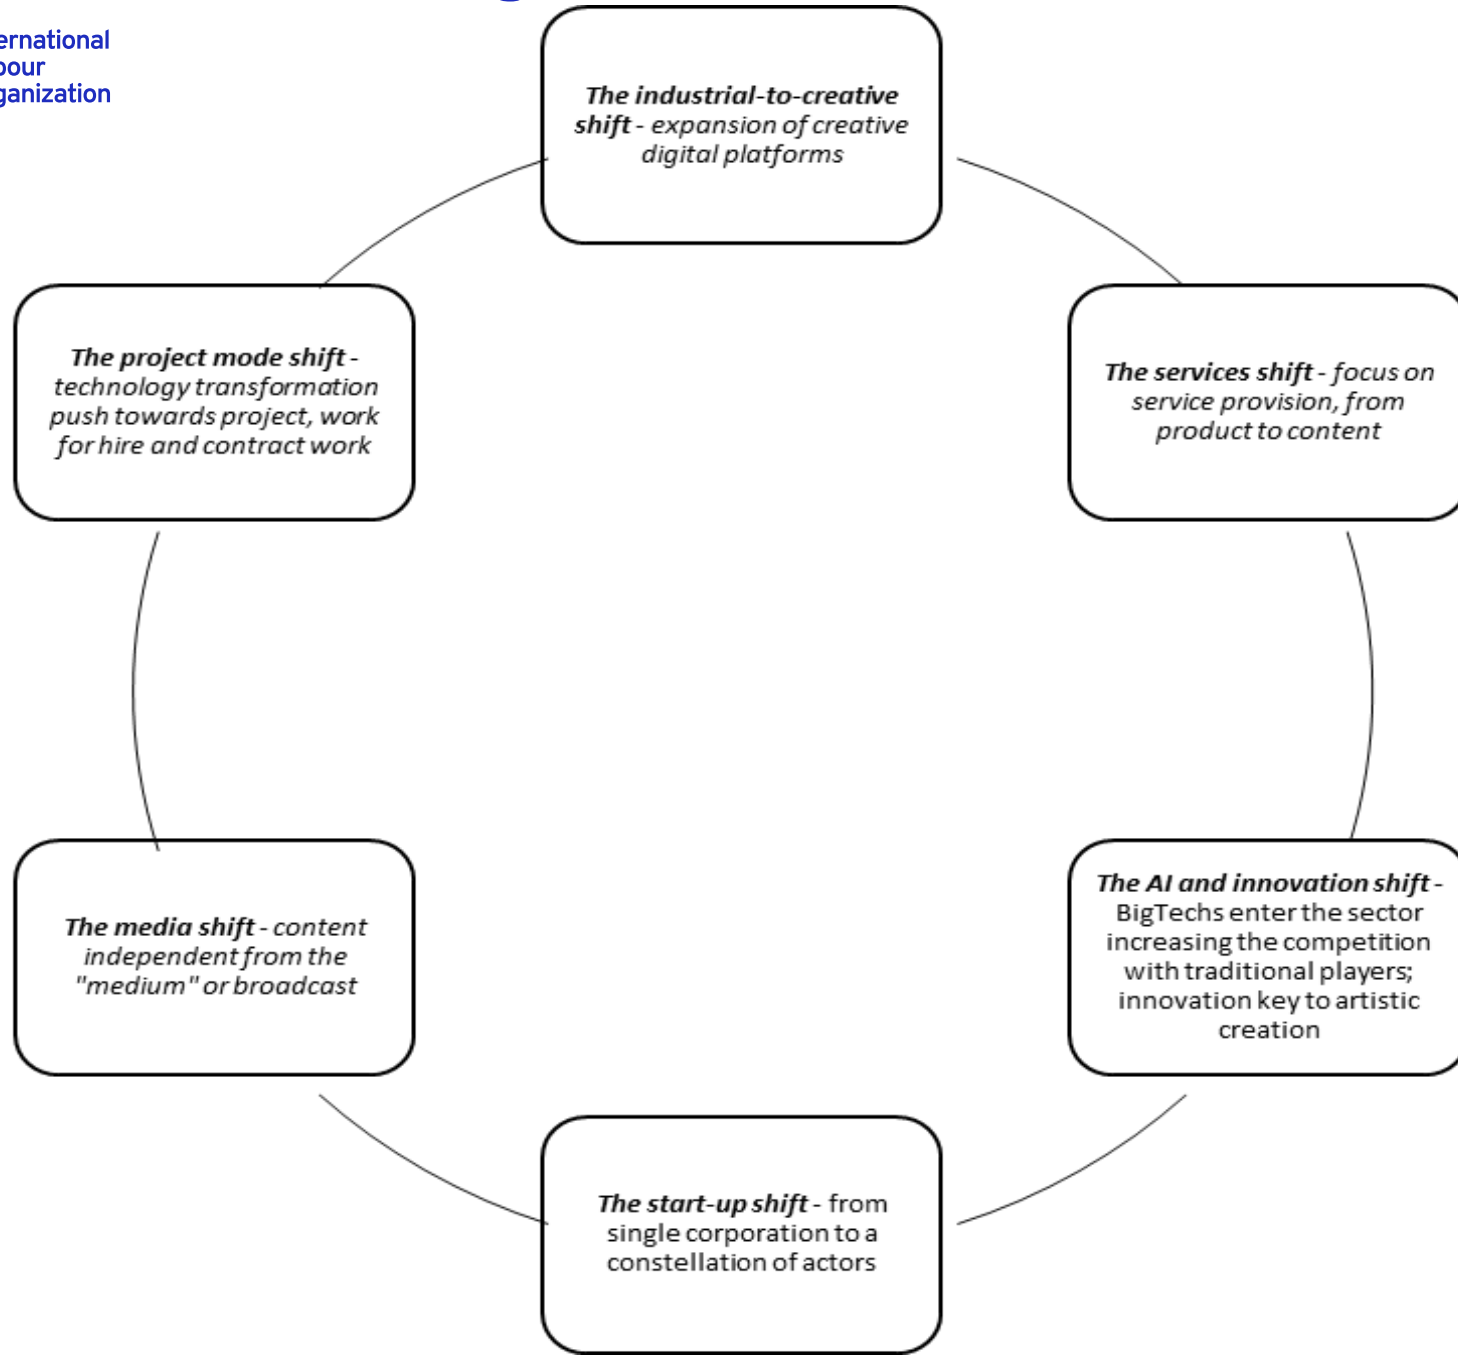 ernational
bour
ganization
The industrial-to-creative
shift - expansion of creative
digital platforms
The services shift - focus on
service provision, from
product to content
The AI and innovation shift -
BigTechs enter the sector
increasing the competition
with traditional players;
innovation key to artistic
creation
The start-up shift - from
single corporation to a
constellation of actors
The media shift - content
independent from the
"medium" or broadcast
The project mode shift -
technology transformation
push towards project, work
for hire and contract work